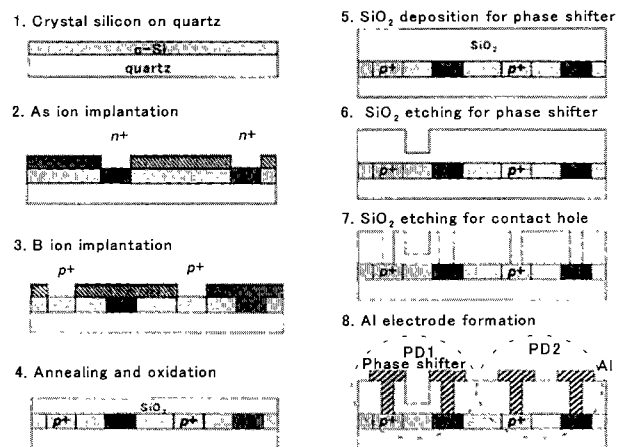 1. Crystal silicon on quartz
c-Si
quartz
2. As ion implantation
n+ n+
3. B ion implantation
p+ p+
4. Annealing and oxidation
SiO2
p+ p+
5. SiO2 deposition for phase shifter
SiO2
p+ p+
6. SiO2 etching for phase shifter
p+ p+
7. SiO2 etching for contact hole
p+ p+
8. Al electrode formation
PD1 PD2
Phase shifter Al
p+ p+